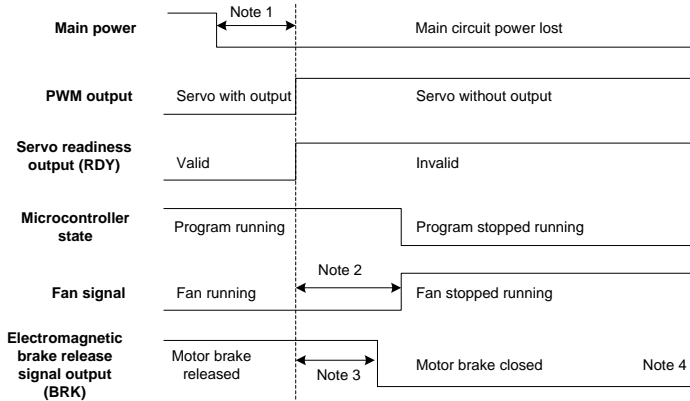 Note 1
Main power
Main circuit power lost
PWM output
Servo with output
Servo without output
Servo readiness
output (RDY)
Valid
Invalid
Microcontroller
state
Program running
Program stopped running
Note 2
Fan signal
Fan running
Fan stopped running
Electromagnetic
brake release
signal output
(BRK)
Motor brake
released
Note 3
Motor brake closed
Note 4